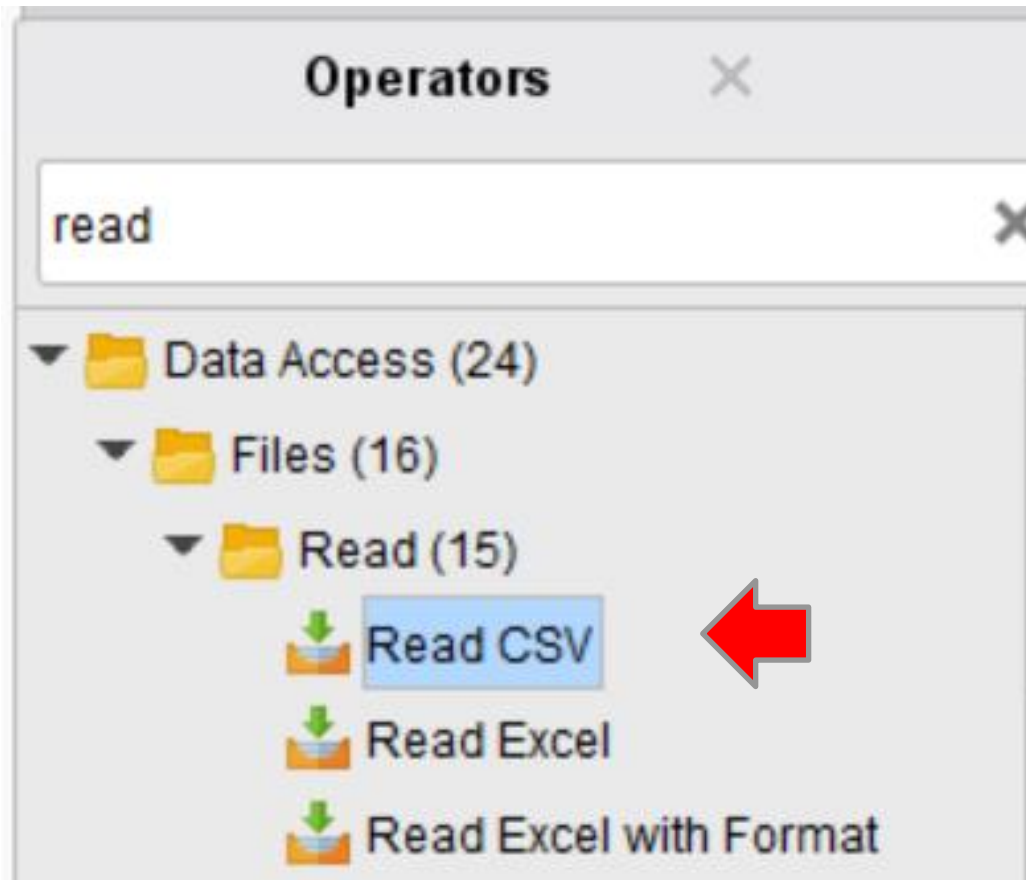 Operators
read
Data Access (24)
Files (16)
Read (15)
Read CSV
Read Excel
Read Excel with Format